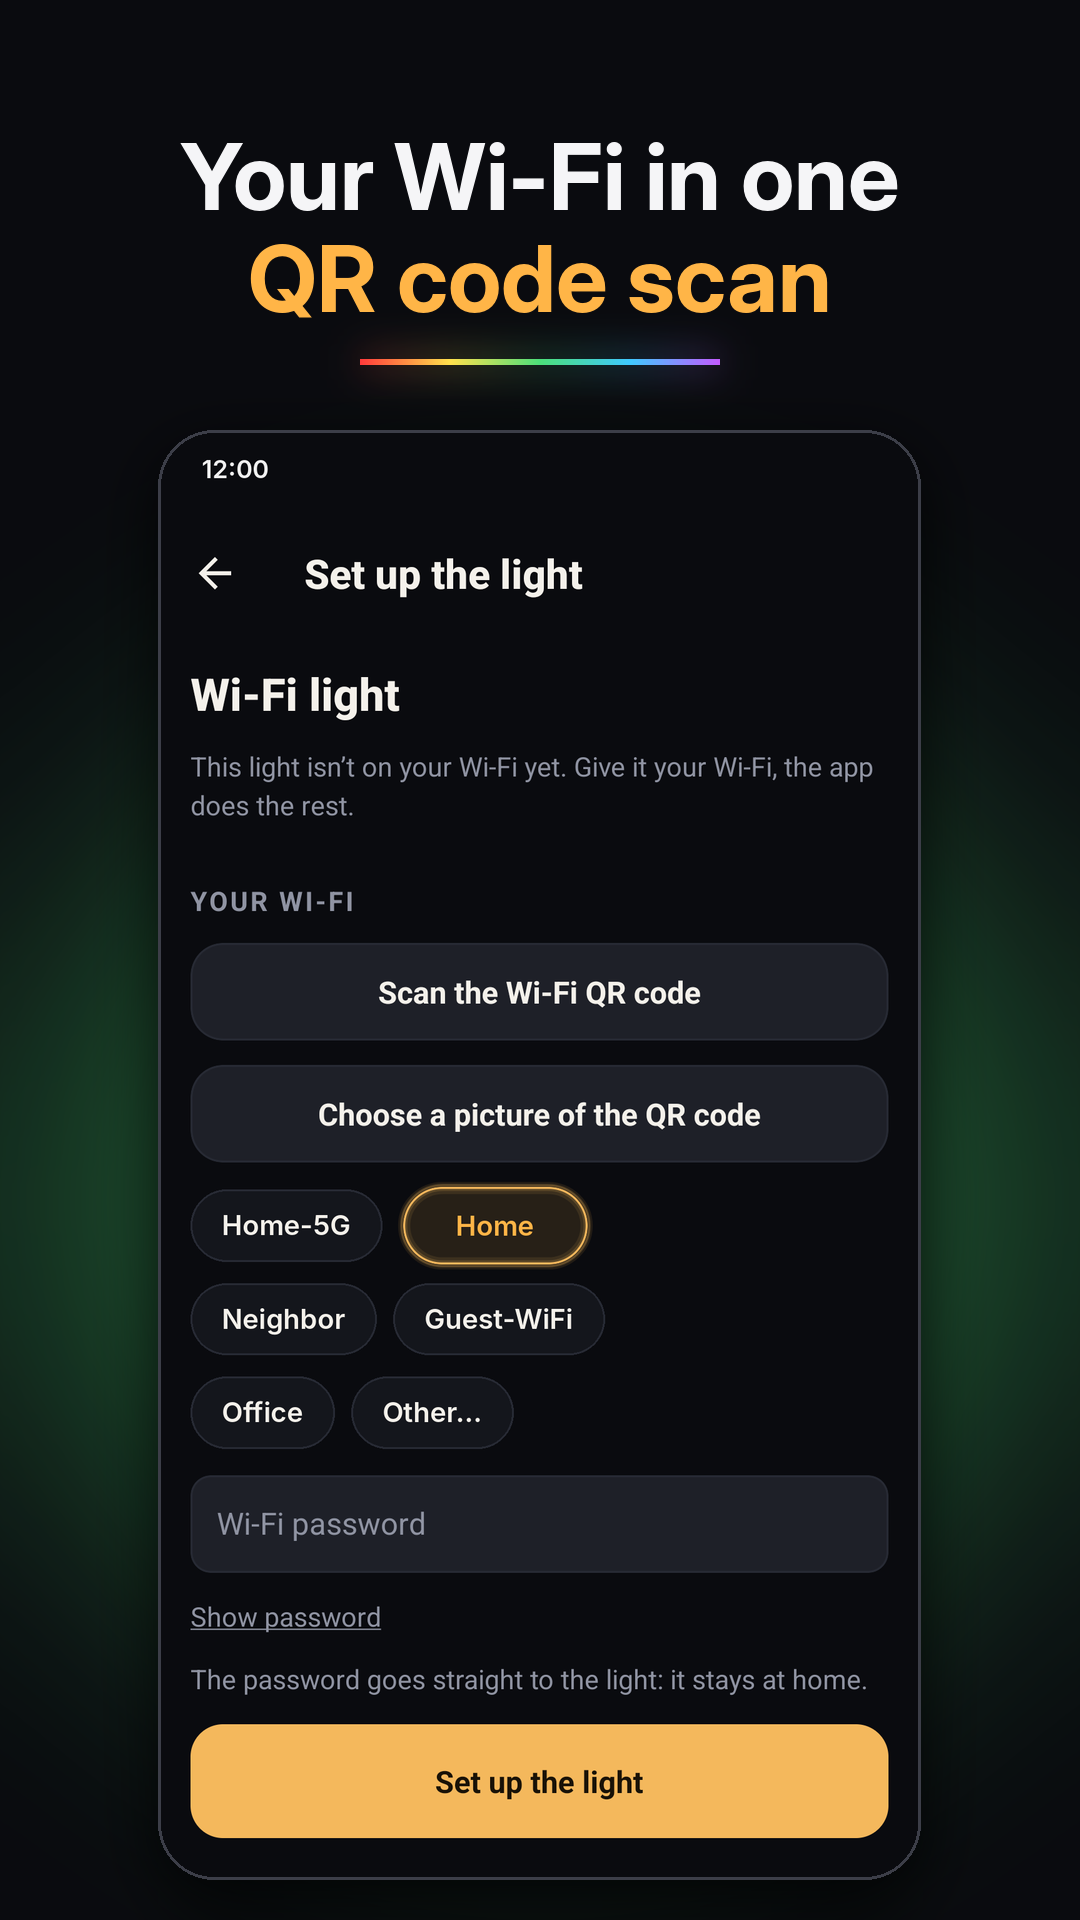 Your Wi-Fi in one
QR code scan
12:00
Set up the light
Wi-Fi light
This light isn’t on your Wi-Fi yet. Give it your Wi-Fi, the app
does the rest.
YOUR WI-FI
Scan the Wi-Fi QR code
Choose a picture of the QR code
Home-5G
Home
Neighbor
Guest-WiFi
Office
Other...
Wi-Fi password
Show password
The password goes straight to the light: it stays at home.
Set up the light